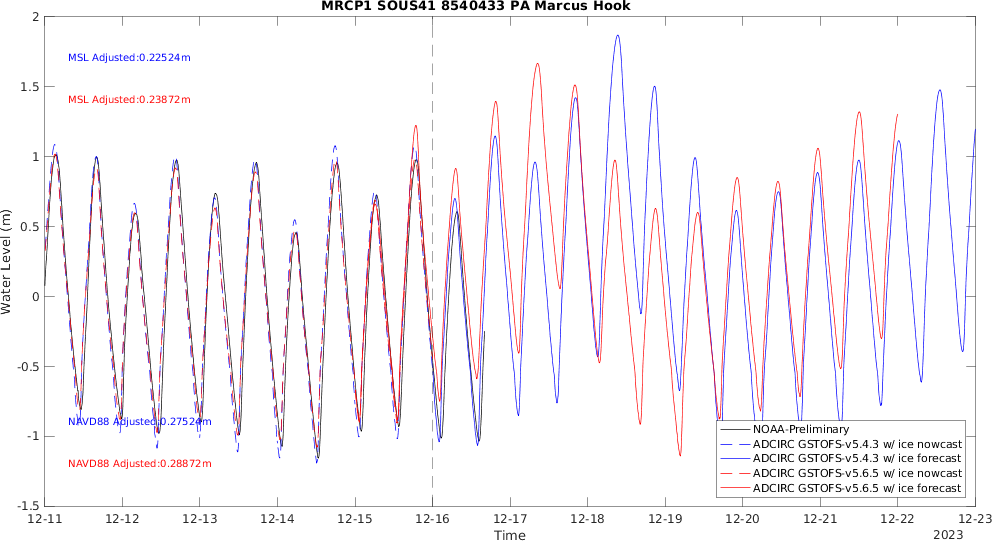 MRCP1 SOUS41 8540433 PA Marcus Hook
2
1.5
1
0.5
0
-0.5
-1
-1.5
Water Level (m)
MSL Adjusted:0.22524m
MSL Adjusted:0.23872m
NAVD88 Adjusted:0.27524m
NAVD88 Adjusted:0.28872m
NOAA-Preliminary
ADCIRC GSTOFS-v5.4.3 w/ ice nowcast
ADCIRC GSTOFS-v5.4.3 w/ ice forecast
ADCIRC GSTOFS-v5.6.5 w/ ice nowcast
ADCIRC GSTOFS-v5.6.5 w/ ice forecast
12-11 12-12 12-13 12-14 12-15 12-16 12-17 12-18 12-19 12-20 12-21 12-22 12-23
Time
2023